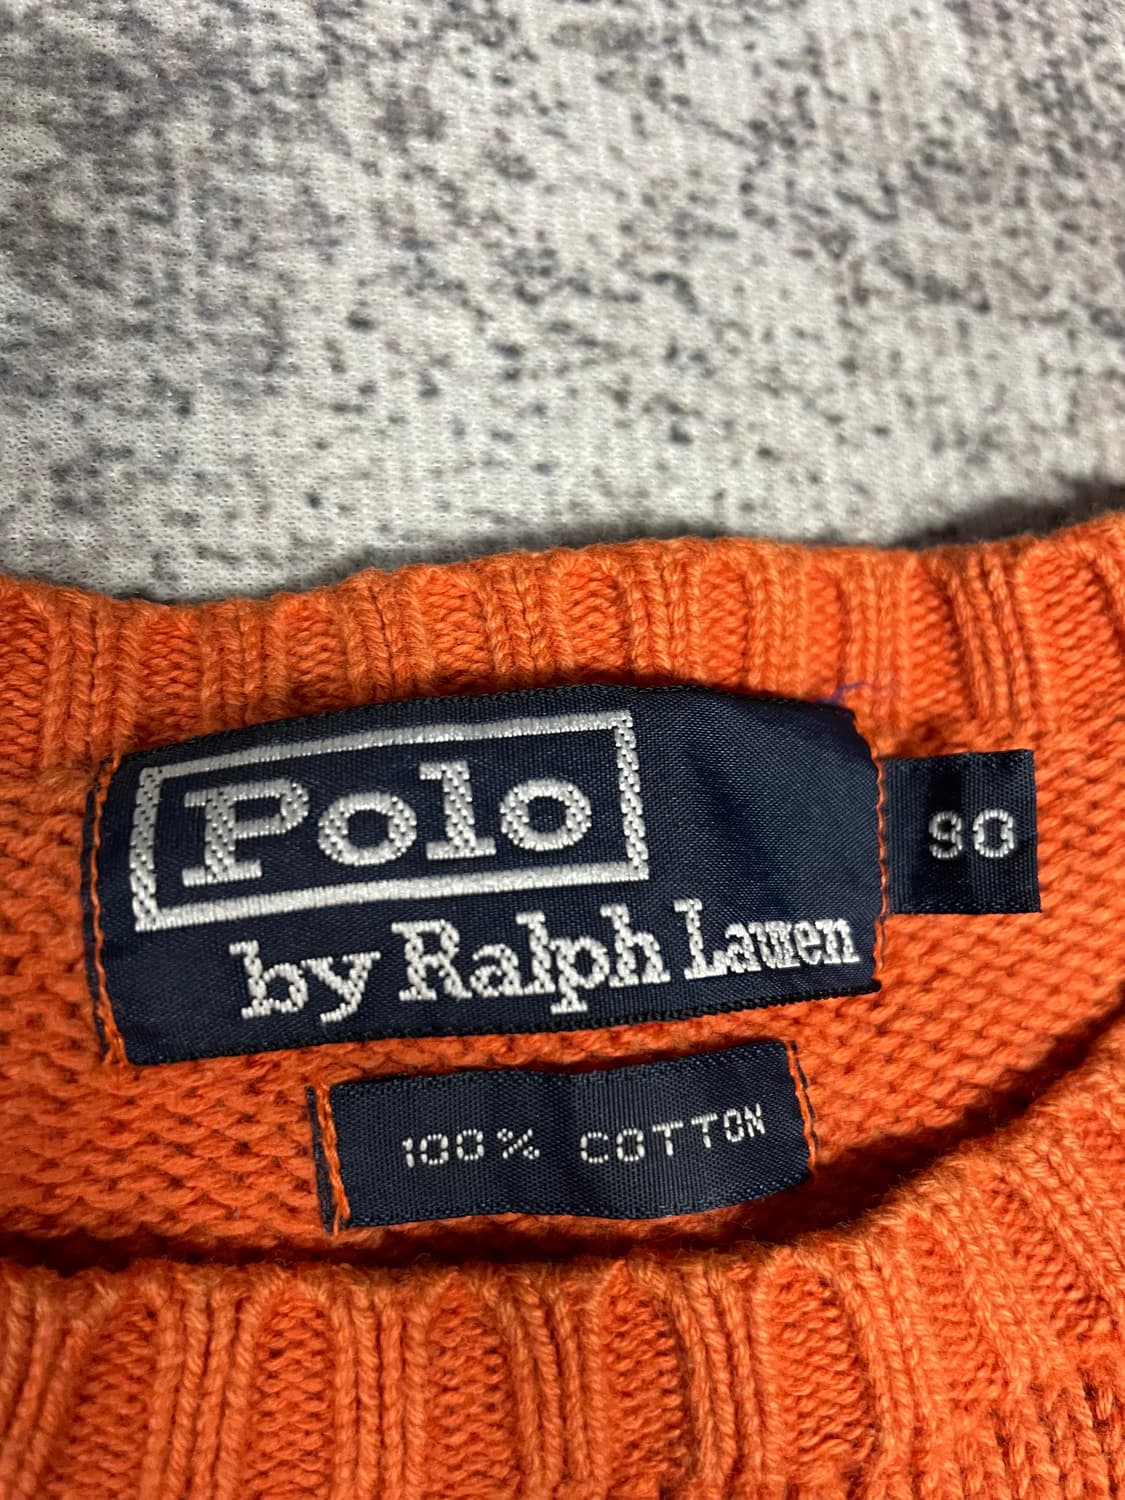 Polo
by Ralph Lauren
90
100% COTTON